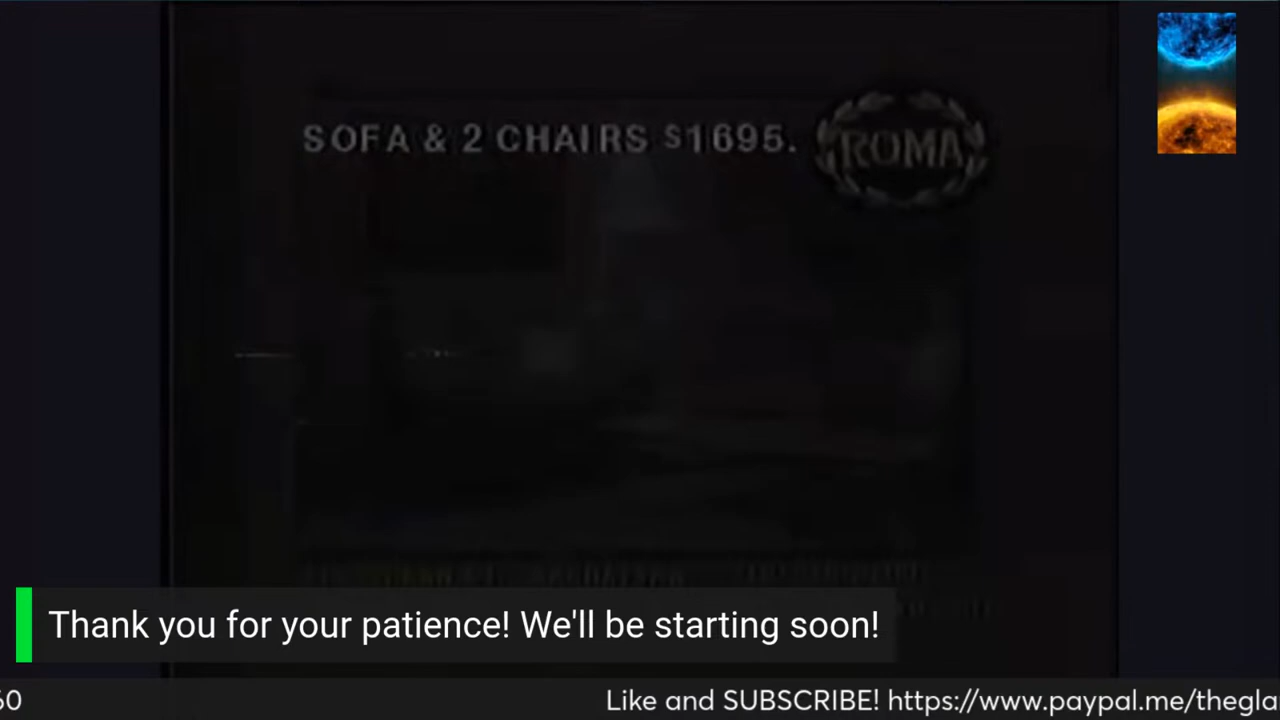 SOFA & 2 CHAIRS $1695.
ROMA
Thank you for your patience! We'll be starting soon!
60
Like and SUBSCRIBE! https://www.paypal.me/thegla